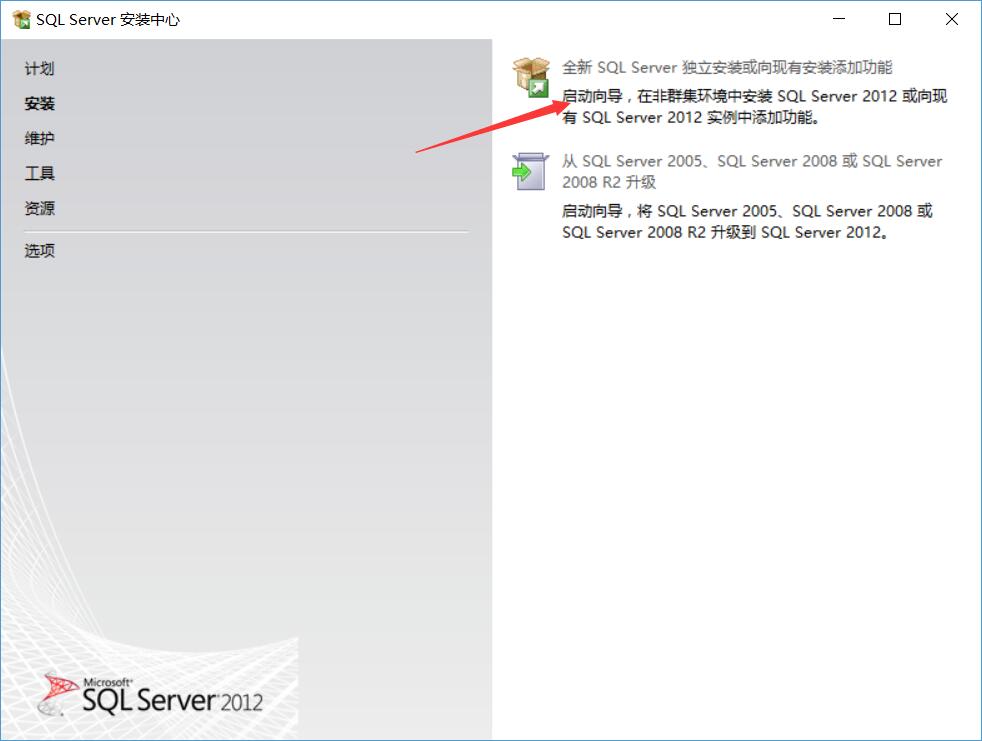 SQL Server 安装中心
计划
安装
维护
工具
资源
选项
全新 SQL Server 独立安装或向现有安装添加功能
启动向导，在非群集环境中安装 SQL Server 2012 或向现
有 SQL Server 2012 实例中添加功能。
从 SQL Server 2005、SQL Server 2008 或 SQL Server
2008 R2 升级
启动向导，将 SQL Server 2005、SQL Server 2008 或
SQL Server 2008 R2 升级到 SQL Server 2012。
Microsoft®
SQL Server® 2012